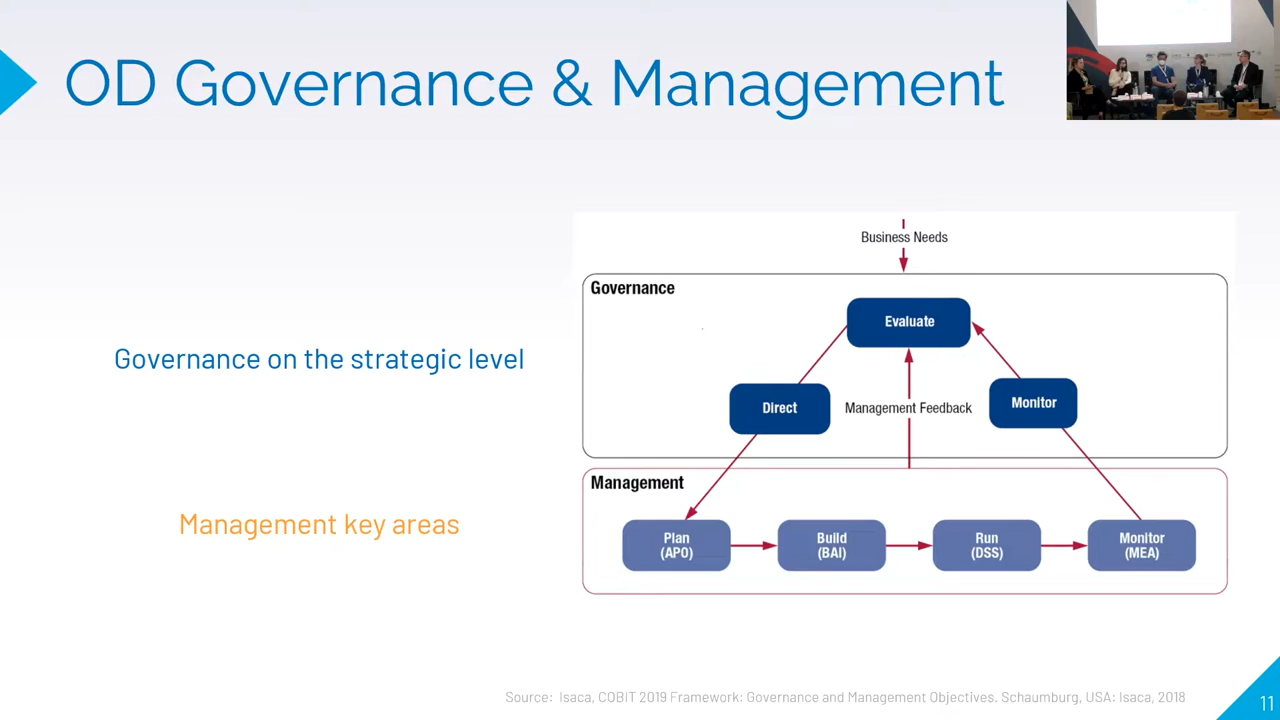 OD Governance & Management
Business Needs
Governance
Evaluate
Governance on the strategic level
Direct
Management Feedback
Monitor
Management
Management key areas
Plan
(APO)
Build
(BAI)
Run
(DSS)
Monitor
(MEA)
Source: Isaca, COBIT 2019 Framework: Governance and Management Objectives. Schaumburg, USA: Isaca, 2018
11